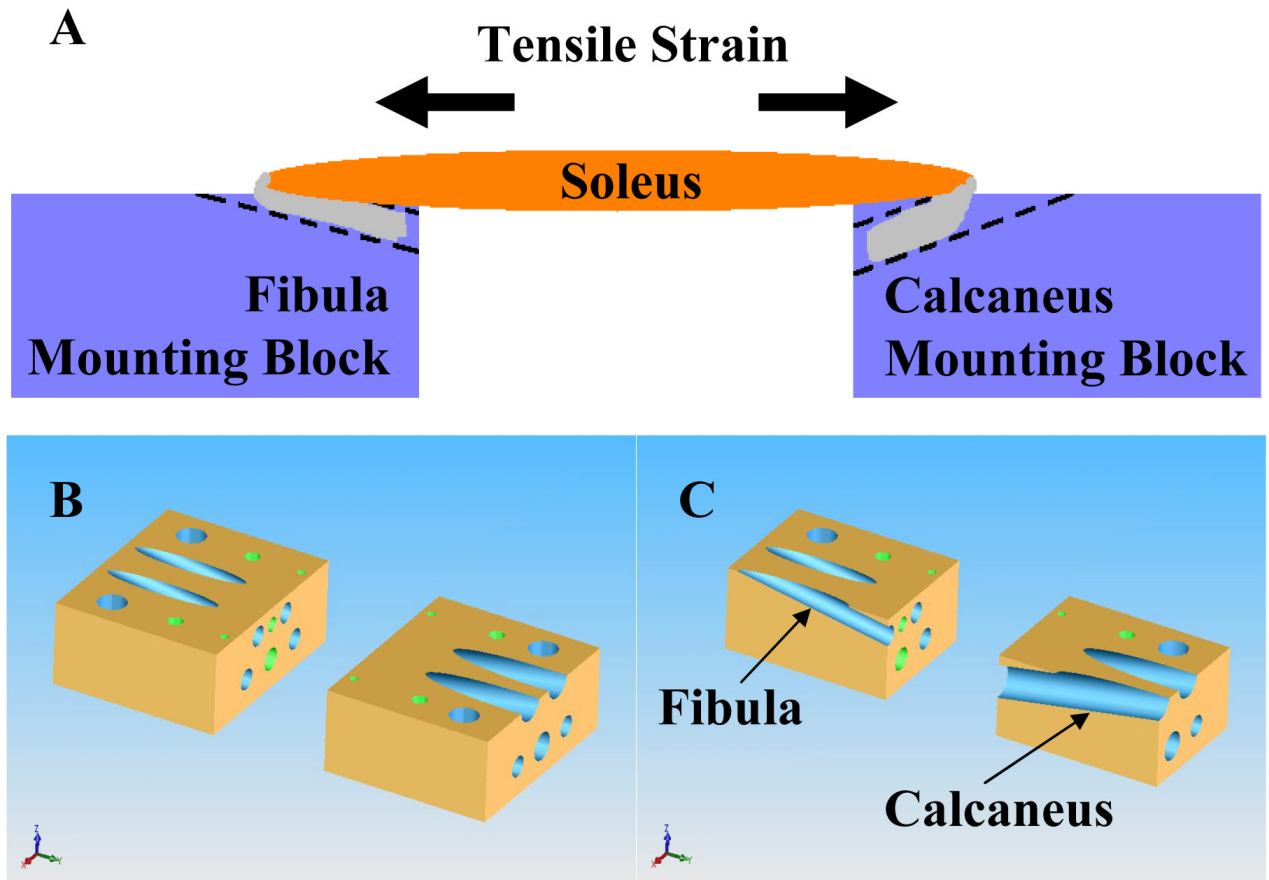 A
Tensile Strain
Soleus
Fibula
Mounting Block
Calcaneus
Mounting Block
B
C
Fibula
Calcaneus
Z
X
Y
Z
X
Y